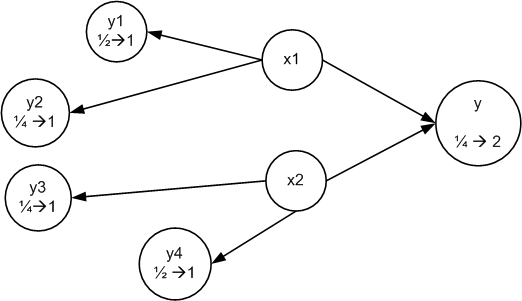 y1
½→1
x1
y2
¼ →1
y
¼ → 2
y3
¼→1
x2
y4
½ →1